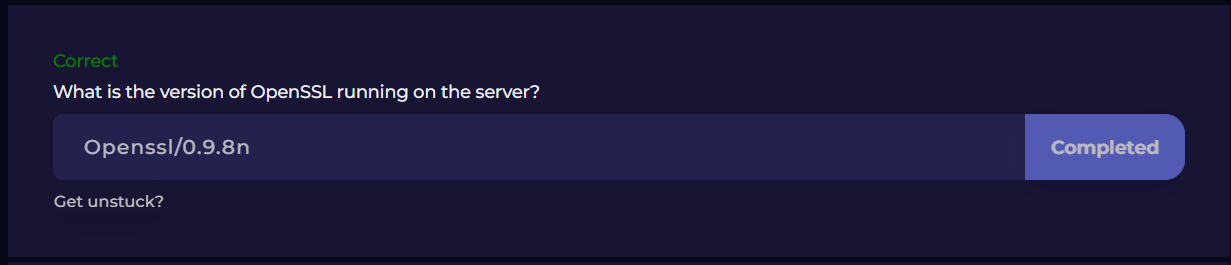 Correct
What is the version of OpenSSL running on the server?
Openssl/0.9.8n
Completed
Get unstuck?